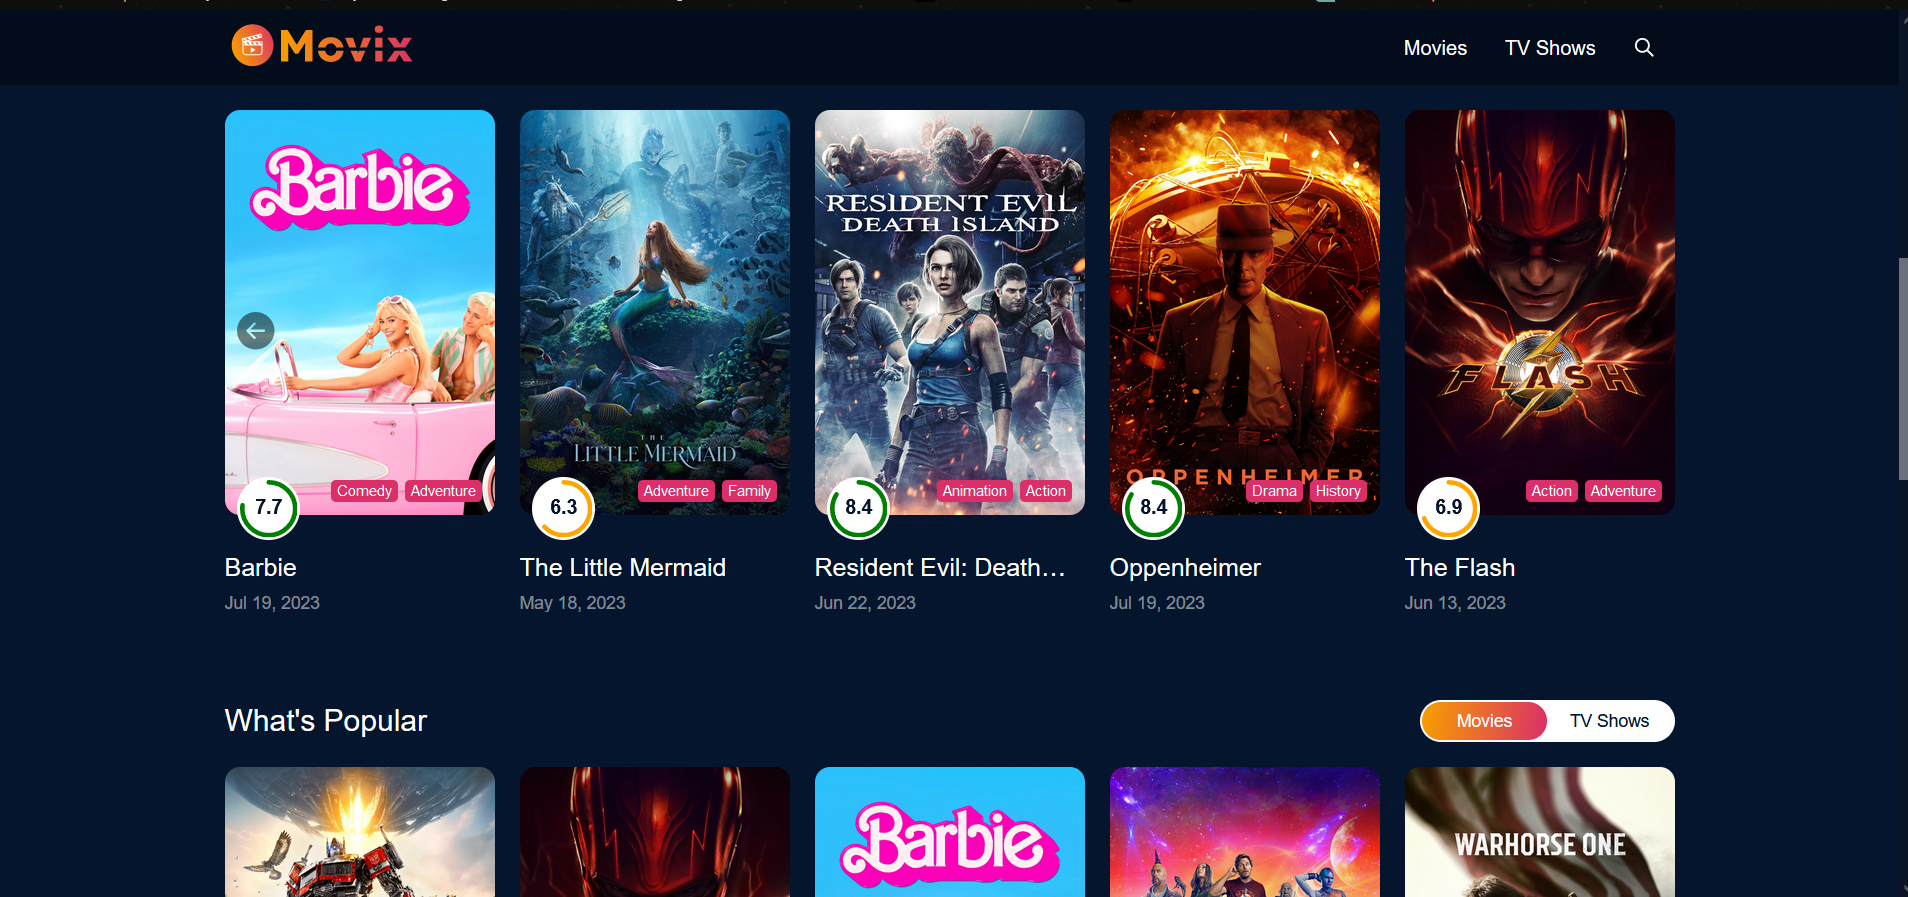 Movix
Movies
TV Shows
Barbie
THE
LITTLE MERMAID
RESIDENT EVIL
DEATH ISLAND
OPPENHEIMER
FLASH
7.7
Comedy
Adventure
6.3
Adventure
Family
8.4
Animation
Action
8.4
Drama
History
6.9
Action
Adventure
Barbie
The Little Mermaid
Resident Evil: Death…
Oppenheimer
The Flash
Jul 19, 2023
May 18, 2023
Jun 22, 2023
Jul 19, 2023
Jun 13, 2023
What's Popular
Movies
TV Shows
Barbie
WARHORSE ONE